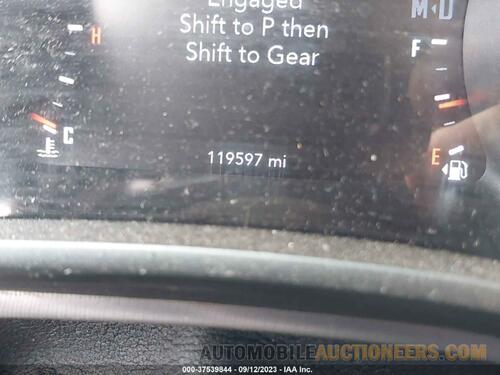 Engaged
Shift to P then
Shift to Gear
M◂D
H
F
C
119597 mi
E
AUTOMOBILEAUCTIONEERS.COM
000-37539844 - 09/12/2023 - IAA Inc.